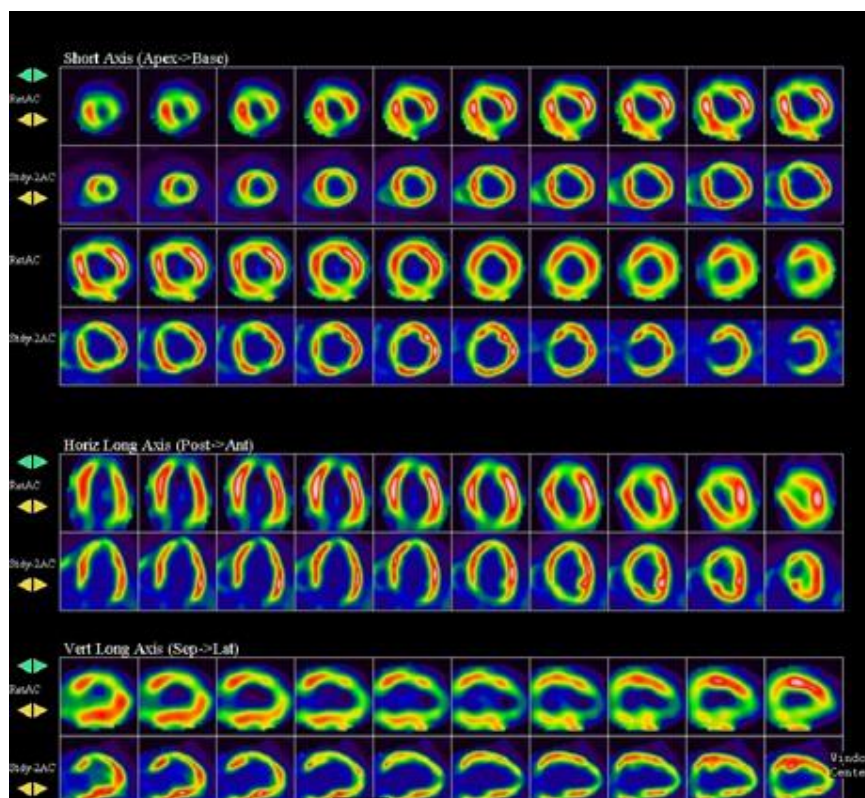 Short Axis (Apex->Base)
RstAC
Stdy-2AC
RstAC
Stdy-2AC
Horiz Long Axis (Post->Ant)
RstAC
Stdy-2AC
Vert Long Axis (Sep->Lat)
RstAC
Stdy-2AC
Windo
Cente